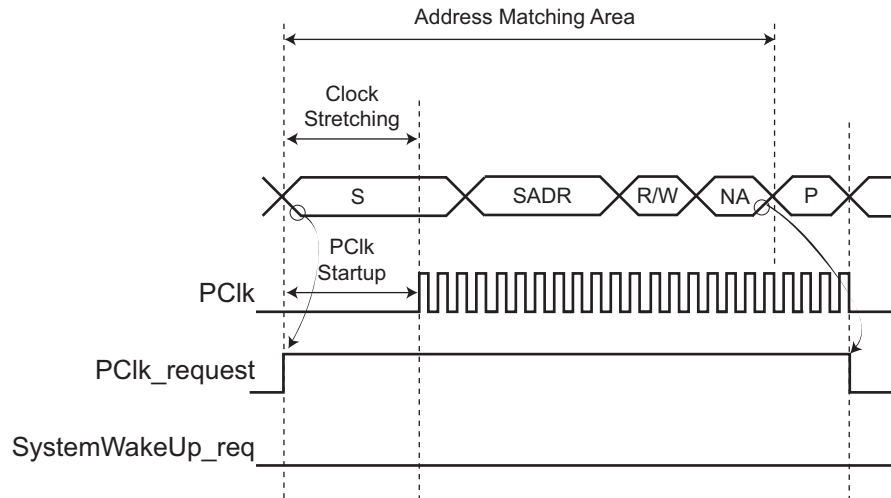 Address Matching Area
Clock
Stretching
S
SADR
R/W
NA
P
PClk
Startup
PClk
PClk_request
SystemWakeUp_req